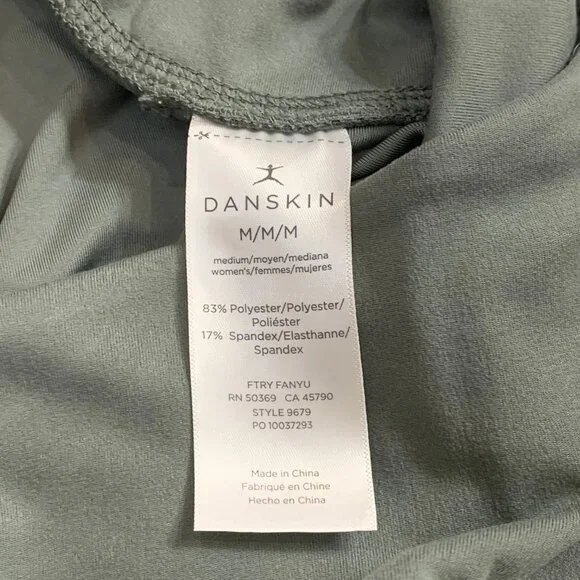 DANSKIN
M/M/M
medium/moyen/mediana
women's/femmes/mujeres
83% Polyester/Polyester/
Poliéster
17% Spandex/Elasthanne/
Spandex
FTRY FANYU
RN 50369 CA 45790
STYLE 9679
PO 10037293
Made in China
Fabriqué en Chine
Hecho en China